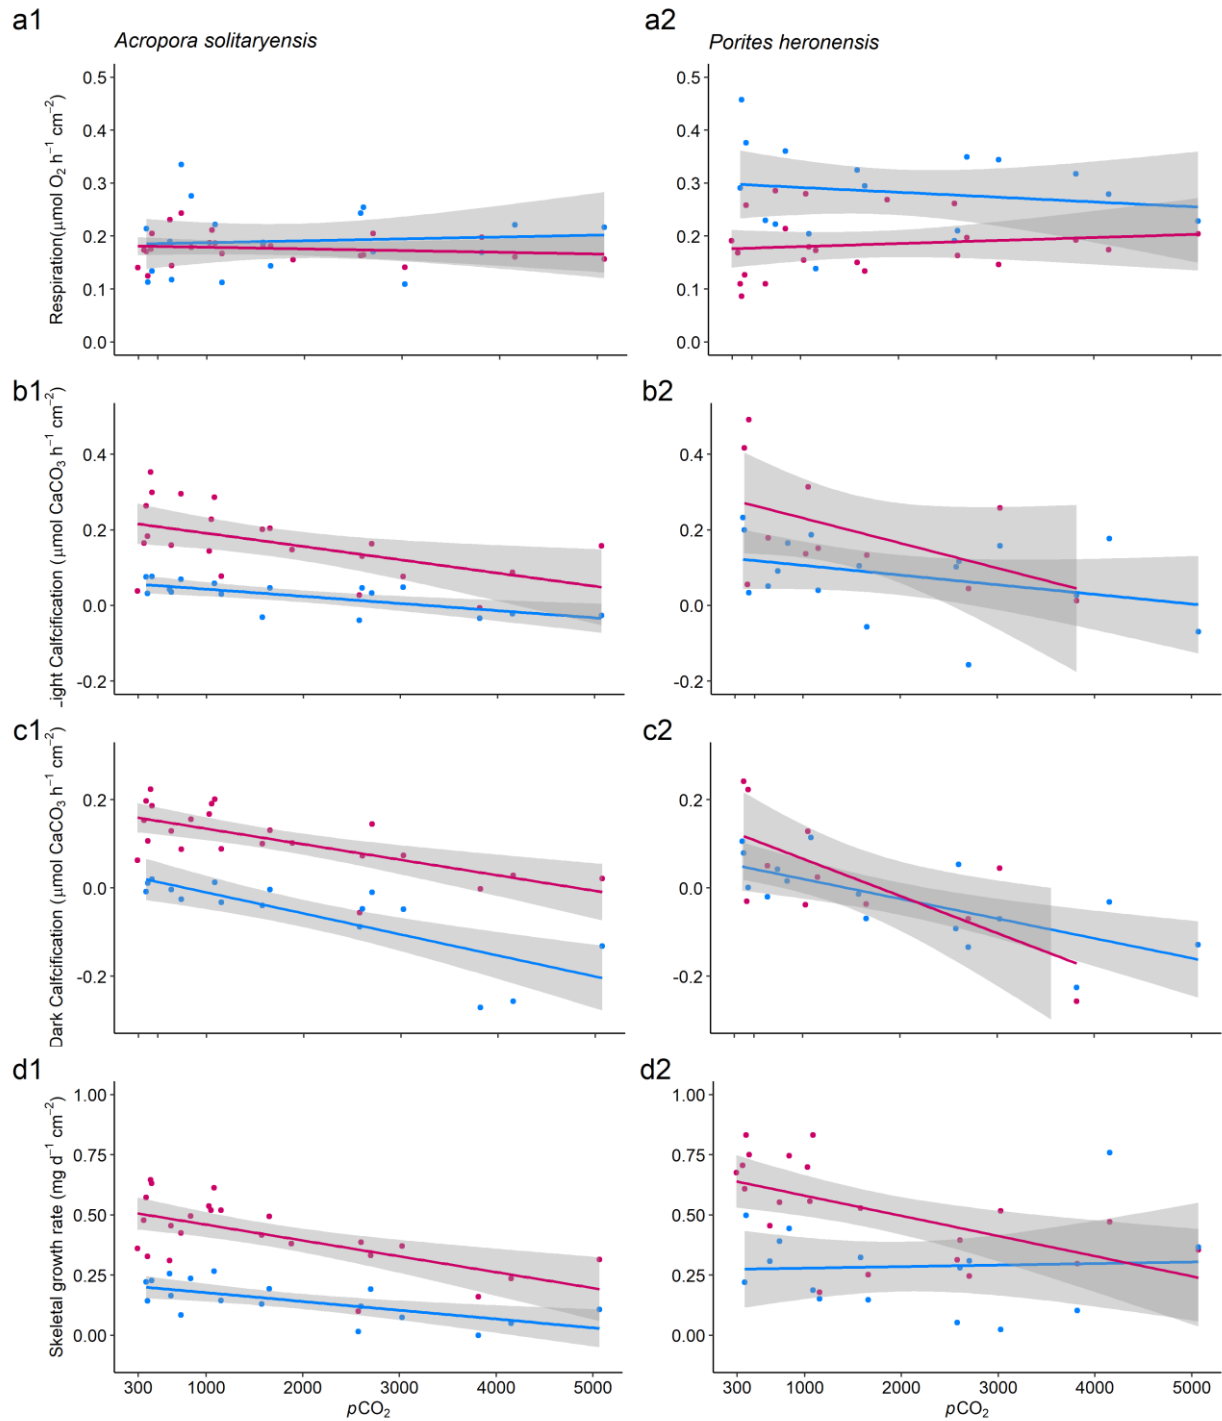 a1
a2
Acropora solitaryensis
Porites heronensis
Respiration(μmol O₂ h⁻¹ cm⁻²)
0.5
0.4
0.3
0.2
0.1
0.0
0.5
0.4
0.3
0.2
0.1
0.0
b1
b2
ight Calfcification (μmol CaCO₃ h⁻¹ cm⁻²)
0.4
0.2
0.0
-0.2
0.4
0.2
0.0
-0.2
c1
c2
Dark Calfcification (μmol CaCO₃ h⁻¹ cm⁻²)
0.2
0.0
-0.2
0.2
0.0
-0.2
d1
d2
Skeletal growth rate (mg d⁻¹ cm⁻²)
1.00
0.75
0.50
0.25
0.00
1.00
0.75
0.50
0.25
0.00
300 1000 2000 3000 4000 5000
300 1000 2000 3000 4000 5000
pCO₂
pCO₂